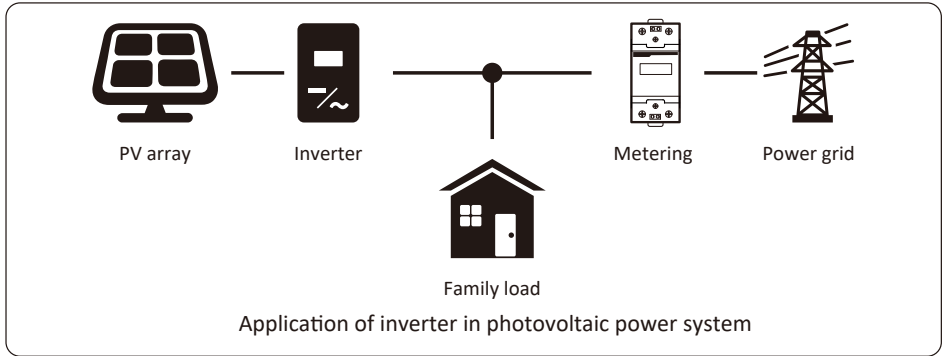 PV array
Inverter
Metering
Power grid
Family load
Application of inverter in photovoltaic power system